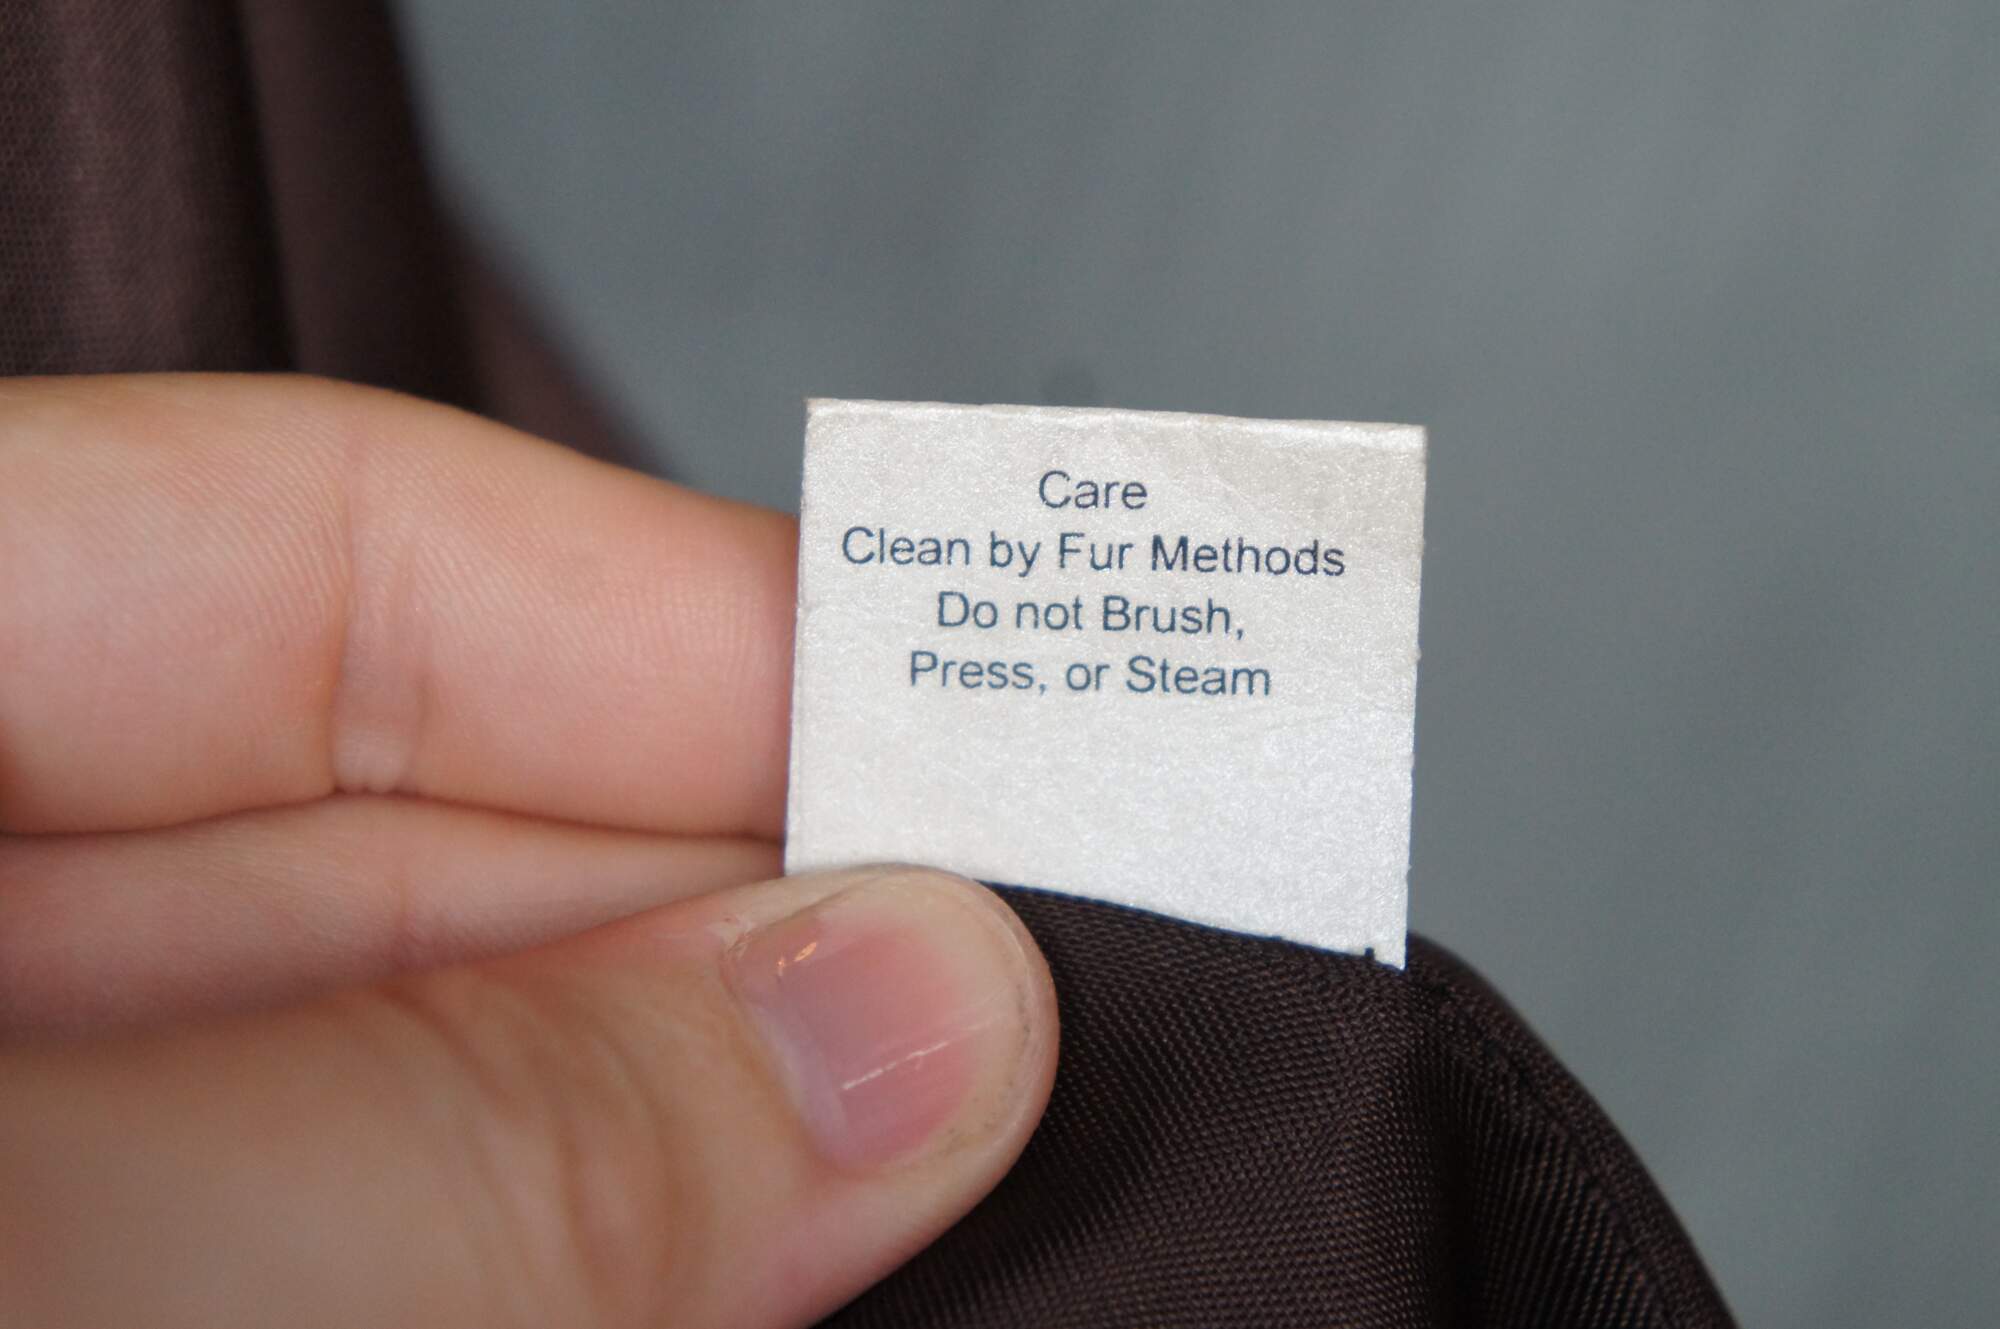 Care
Clean by Fur Methods
Do not Brush,
Press, or Steam